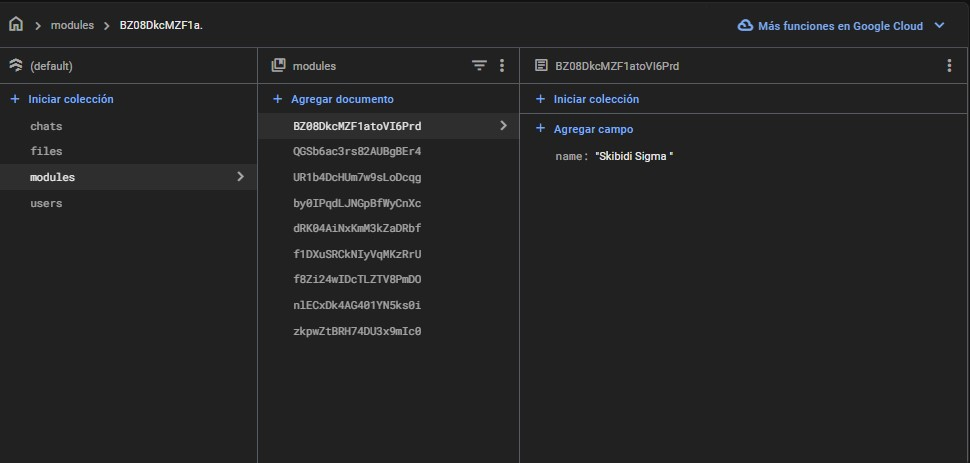 modules
BZ08DkcMZF1a.
Más funciones en Google Cloud
(default)
Iniciar colección
chats
files
modules
users
modules
Agregar documento
BZ08DkcMZF1atoVI6Prd
QGSb6ac3rs82AUBgBEr4
UR1b4DcHUm7w9sLoDcqg
by0IPqdLJNGpBfWyCnXc
dRK04AiNxKmM3kZaDRbf
f1DXuSRCkNIyVqMKzRrU
f8Zi24wIDcTLZTV8PmDO
nlECxDk4AG401YN5ks0i
zkpwZtBRH74DU3x9mIc0
BZ08DkcMZF1atoVI6Prd
Iniciar colección
Agregar campo
name: "Skibidi Sigma "